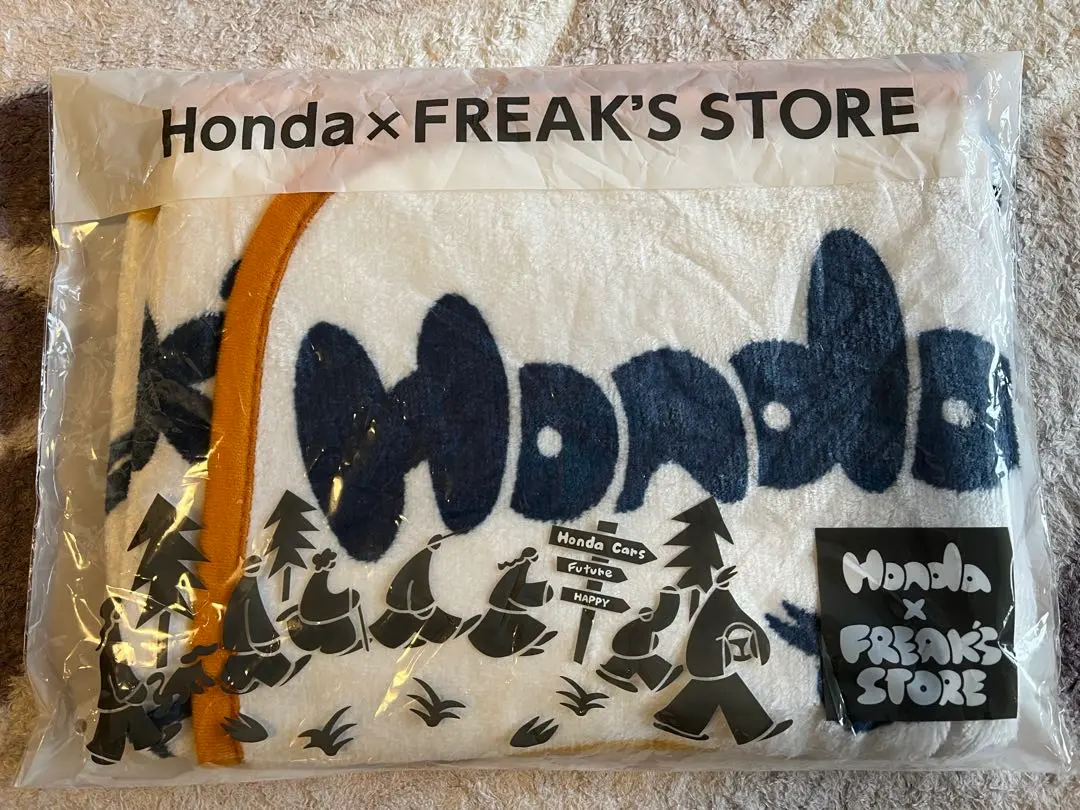 Honda×FREAK'S STORE
Honda
Honda Cars
Future
HAPPY
Honda
×
FREAK'S
STORE